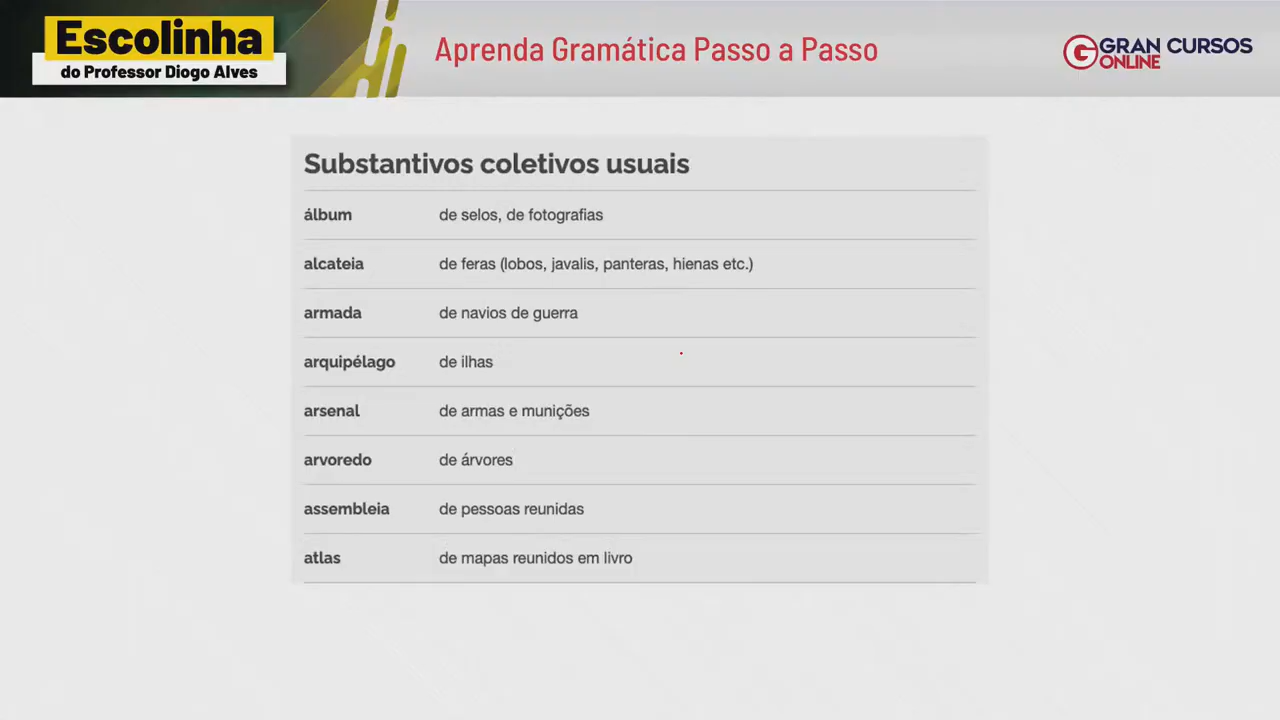 Escolinha
do Professor Diogo Alves
Aprenda Gramática Passo a Passo
GRAN CURSOS
ONLINE
Substantivos coletivos usuais
álbum de selos, de fotografias
alcateia de feras (lobos, javalis, panteras, hienas etc.)
armada de navios de guerra
arquipélago de ilhas
arsenal de armas e munições
arvoredo de árvores
assembleia de pessoas reunidas
atlas de mapas reunidos em livro